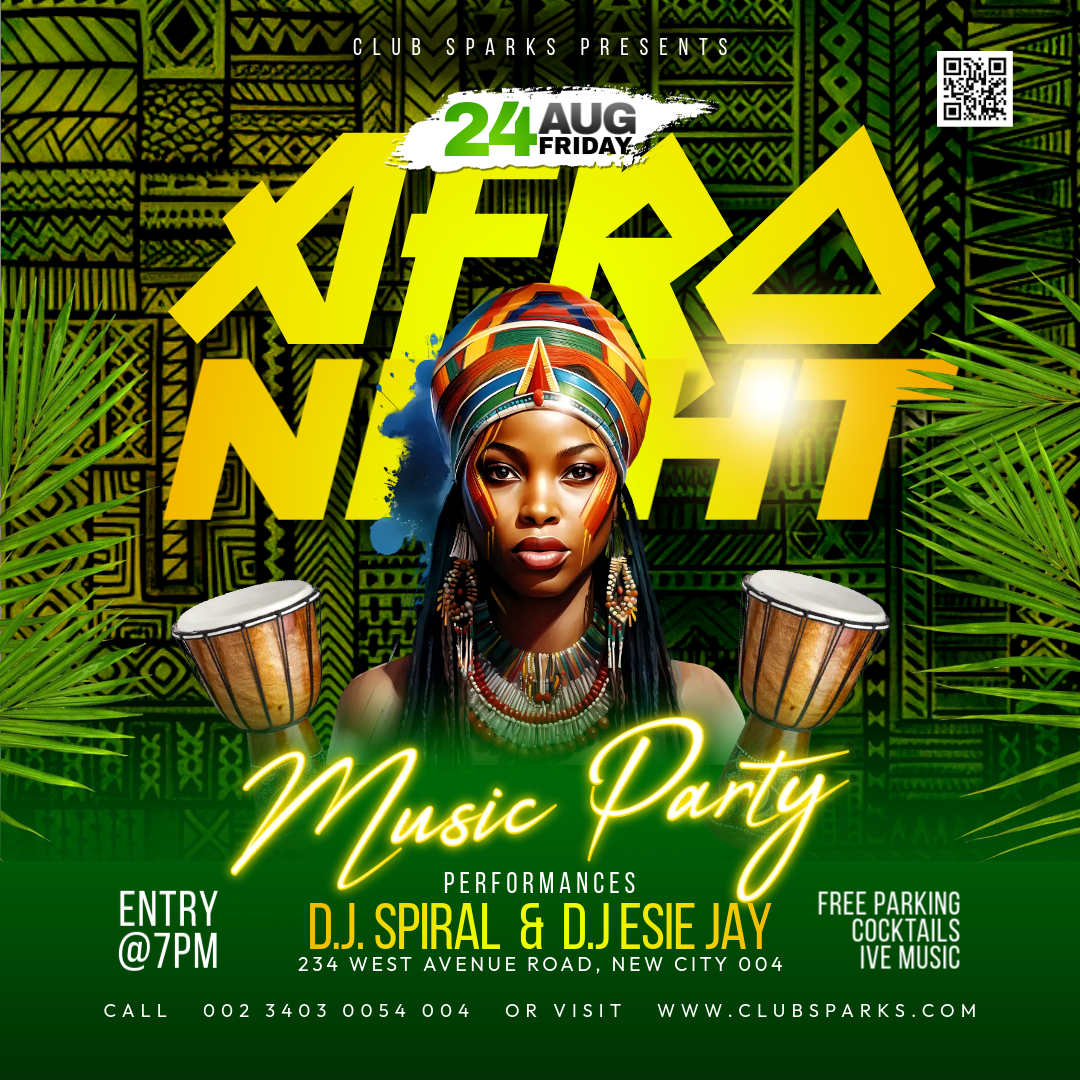 CLUB SPARKS PRESENTS
24 AUG
FRIDAY
AFRO
NIGHT
Music Party
PERFORMANCES
D.J. SPIRAL & D.J ESIE JAY
234 WEST AVENUE ROAD, NEW CITY 004
ENTRY
@7PM
FREE PARKING
COCKTAILS
IVE MUSIC
CALL 002 3403 0054 004 OR VISIT WWW.CLUBSPARKS.COM